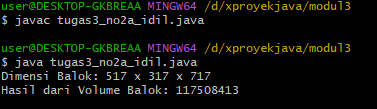 user@DESKTOP-GKBREAA MINGW64 /d/xproyekjava/modul3
$ javac tugas3_no2a_idil.java
user@DESKTOP-GKBREAA MINGW64 /d/xproyekjava/modul3
$ java tugas3_no2a_idil.java
Dimensi Balok: 517 x 317 x 717
Hasil dari Volume Balok: 117508413